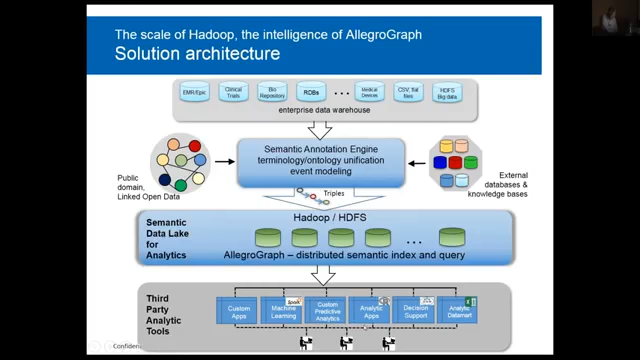 The scale of Hadoop, the intelligence of AllegroGraph
Solution architecture
EMR/Epic
Clinical
Trials
Bio
Repository
RDBs
Medical
Devices
CSV, flat
files
HDFS
Big data
enterprise data warehouse
Semantic Annotation Engine
terminology/ontology unification
event modeling
Public
domain,
Linked Open Data
External
databases &
knowledge bases
Triples
Hadoop / HDFS
Semantic
Data Lake
for
Analytics
AllegroGraph – distributed semantic index and query
Third
Party
Analytic
Tools
Custom
Apps
Spark
Machine
Learning
Custom
Predictive
Analytics
Analytic
Apps
Decision
Support
Analytic
Datamart
Confiden